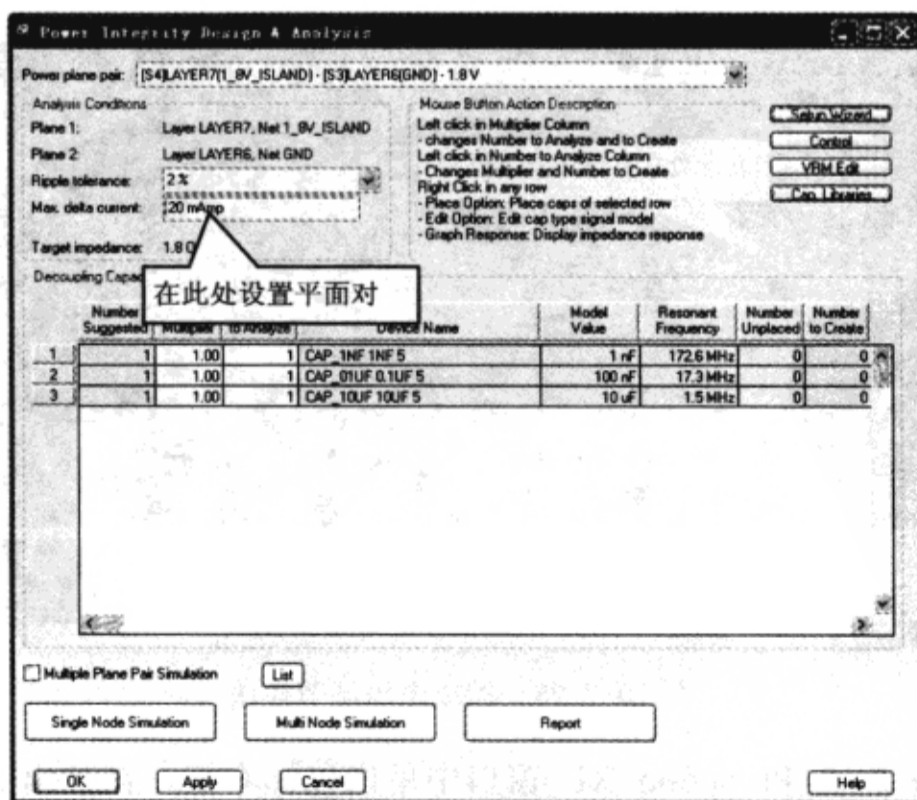 Power Integrity Design & Analysis
Power plane pair: [S4]LAYER7(1_8V_ISLAND) - [S3]LAYER6(GND) - 1.8 V
Analysis Conditions
Plane 1: Layer LAYER7, Net 1_8V_ISLAND
Plane 2: Layer LAYER6, Net GND
Ripple tolerance: 2 %
Max. delta current: 20 mAmp
Target impedance: 1.8
在此处设置平面对
Mouse Button Action Description
Left click in Multiplier Column
- changes Number to Analyze and to Create
Left click in Number to Analyze Column
- Changes Multiplier and Number to Create
Right Click in any row
- Place Option: Place caps of selected row
- Edit Option: Edit cap type signal model
- Graph Response: Display impedance response
Setup Wizard
Control
VRM Edit
Cap. Libraries
Decoupling
Number Suggested Multiplier to Analyze Device Name Model Value Resonant Frequency Number Unplaced Number to Create
1 1 1.00 1 CAP_1NF 1NF 5 1 nF 172.6 MHz 0 0
2 1 1.00 1 CAP_01UF 0.1UF 5 100 nF 17.3 MHz 0 0
3 1 1.00 1 CAP_10UF 10UF 5 10 uF 1.5 MHz 0 0
Multiple Plane Pair Simulation List
Single Node Simulation Multi Node Simulation Report
OK Apply Cancel Help